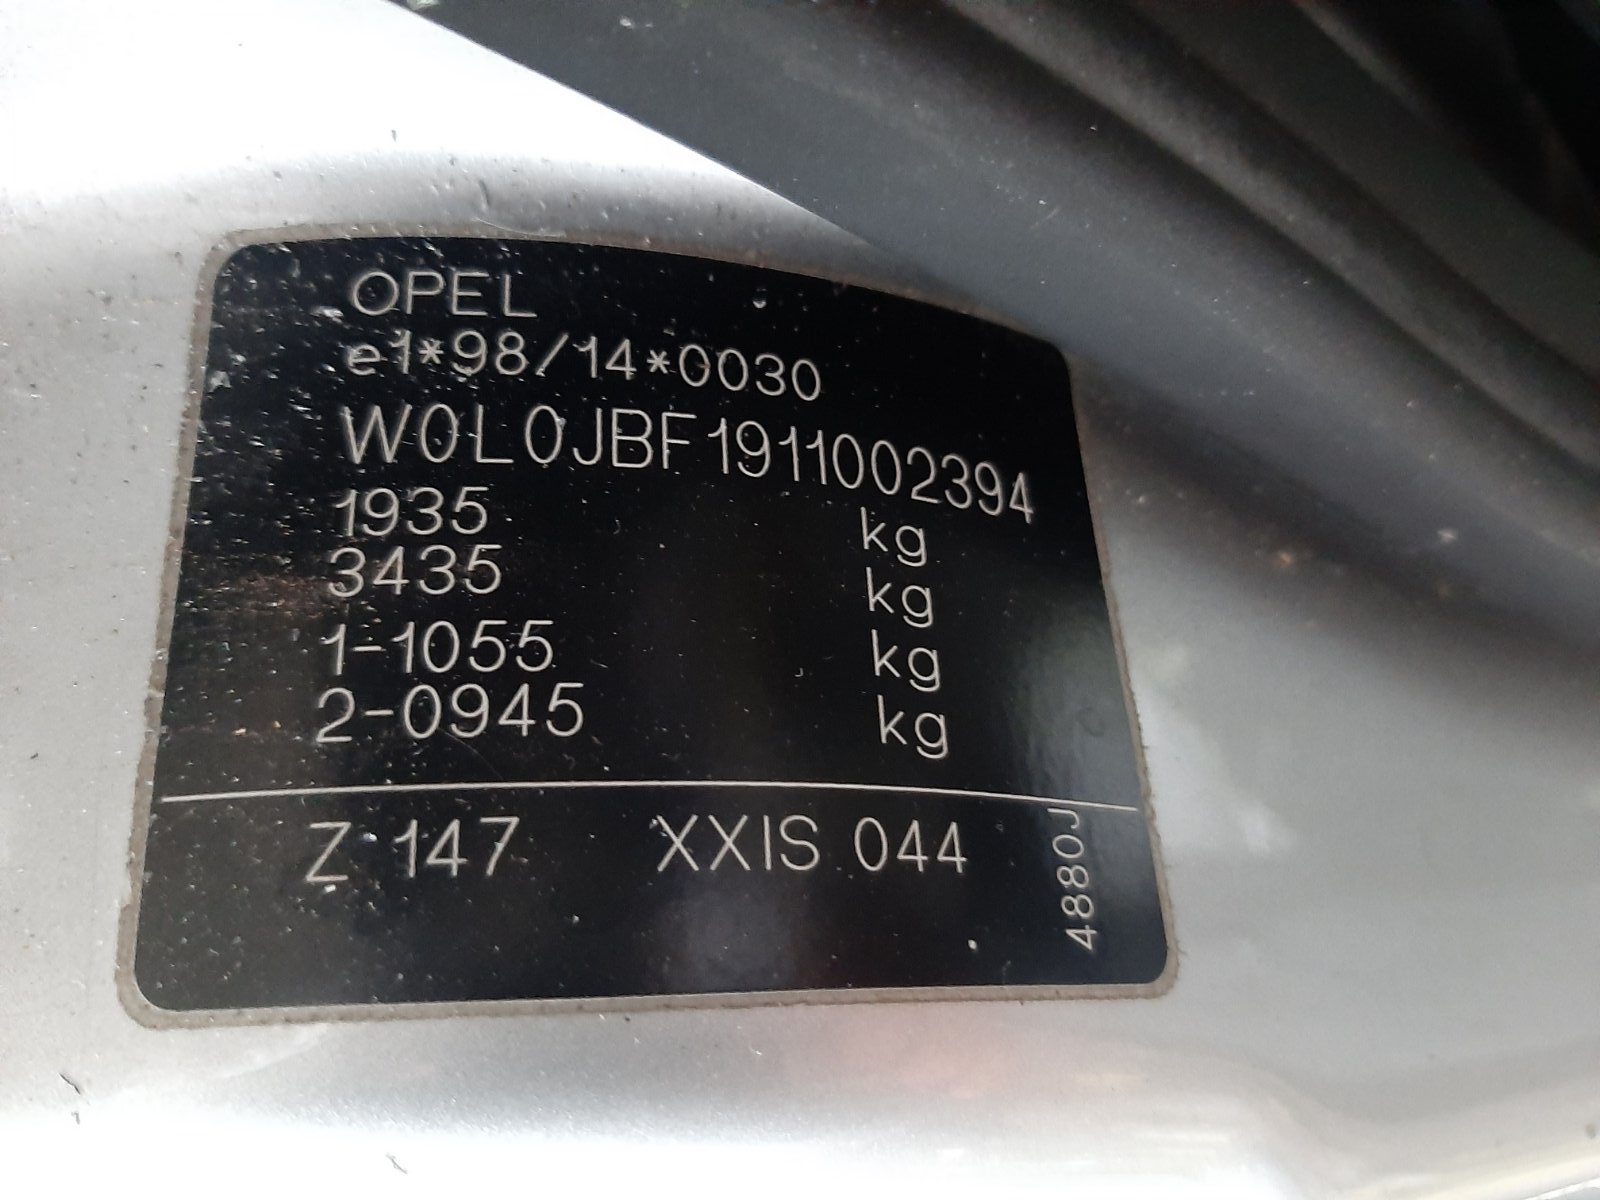 OPEL
e1*98/14*0030
W0L0JBF1911002394
1935 kg
3435 kg
1-1055 kg
2-0945 kg
Z 147 XXIS 044
4880J